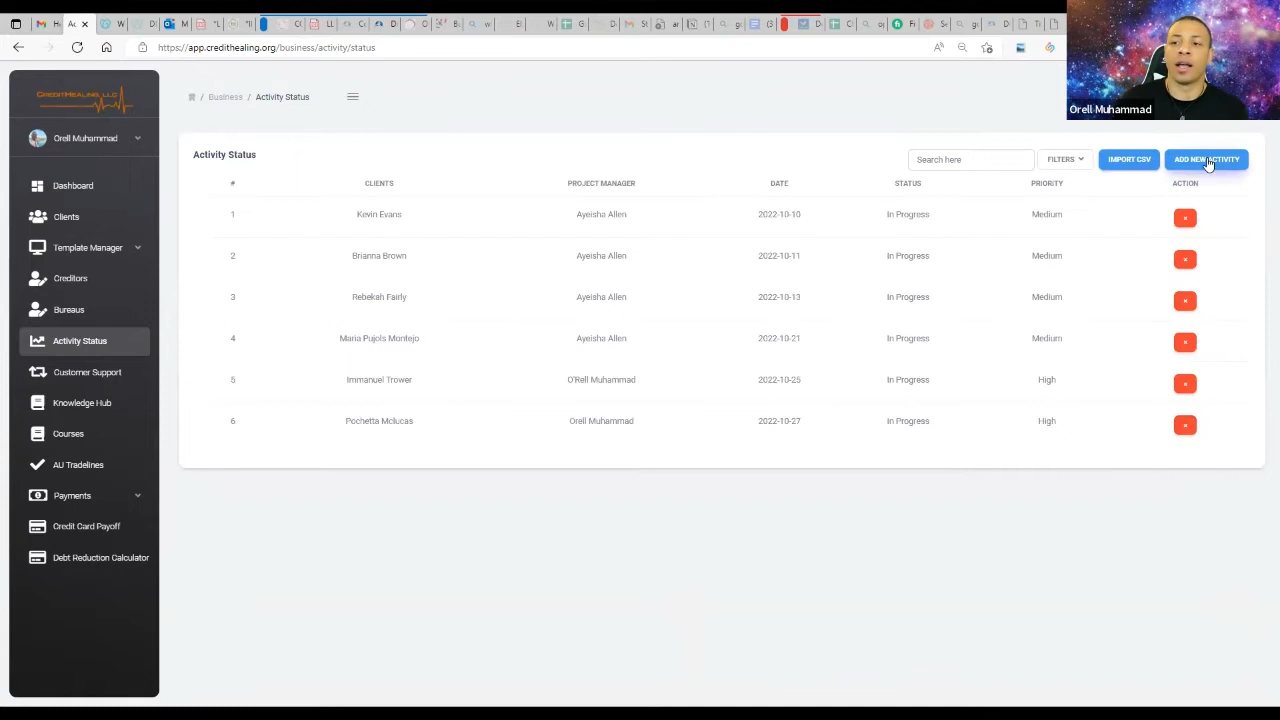 https://app.credithealing.org/business/activity/status
Orell Muhammad
CREDITHEALING, LLC
Orell Muhammad
Dashboard
Clients
Template Manager
Creditors
Bureaus
Activity Status
Customer Support
Knowledge Hub
Courses
AU Tradelines
Payments
Credit Card Payoff
Debt Reduction Calculator
/ Business / Activity Status
Activity Status
Search here FILTERS IMPORT CSV ADD NEW ACTIVITY
# CLIENTS PROJECT MANAGER DATE STATUS PRIORITY ACTION
1 Kevin Evans Ayeisha Allen 2022-10-10 In Progress Medium
2 Brianna Brown Ayeisha Allen 2022-10-11 In Progress Medium
3 Rebekah Fairly Ayeisha Allen 2022-10-13 In Progress Medium
4 Maria Pujols Montejo Ayeisha Allen 2022-10-21 In Progress Medium
5 Immanuel Trower O'Rell Muhammad 2022-10-25 In Progress High
6 Pochetta Mclucas Orell Muhammad 2022-10-27 In Progress High